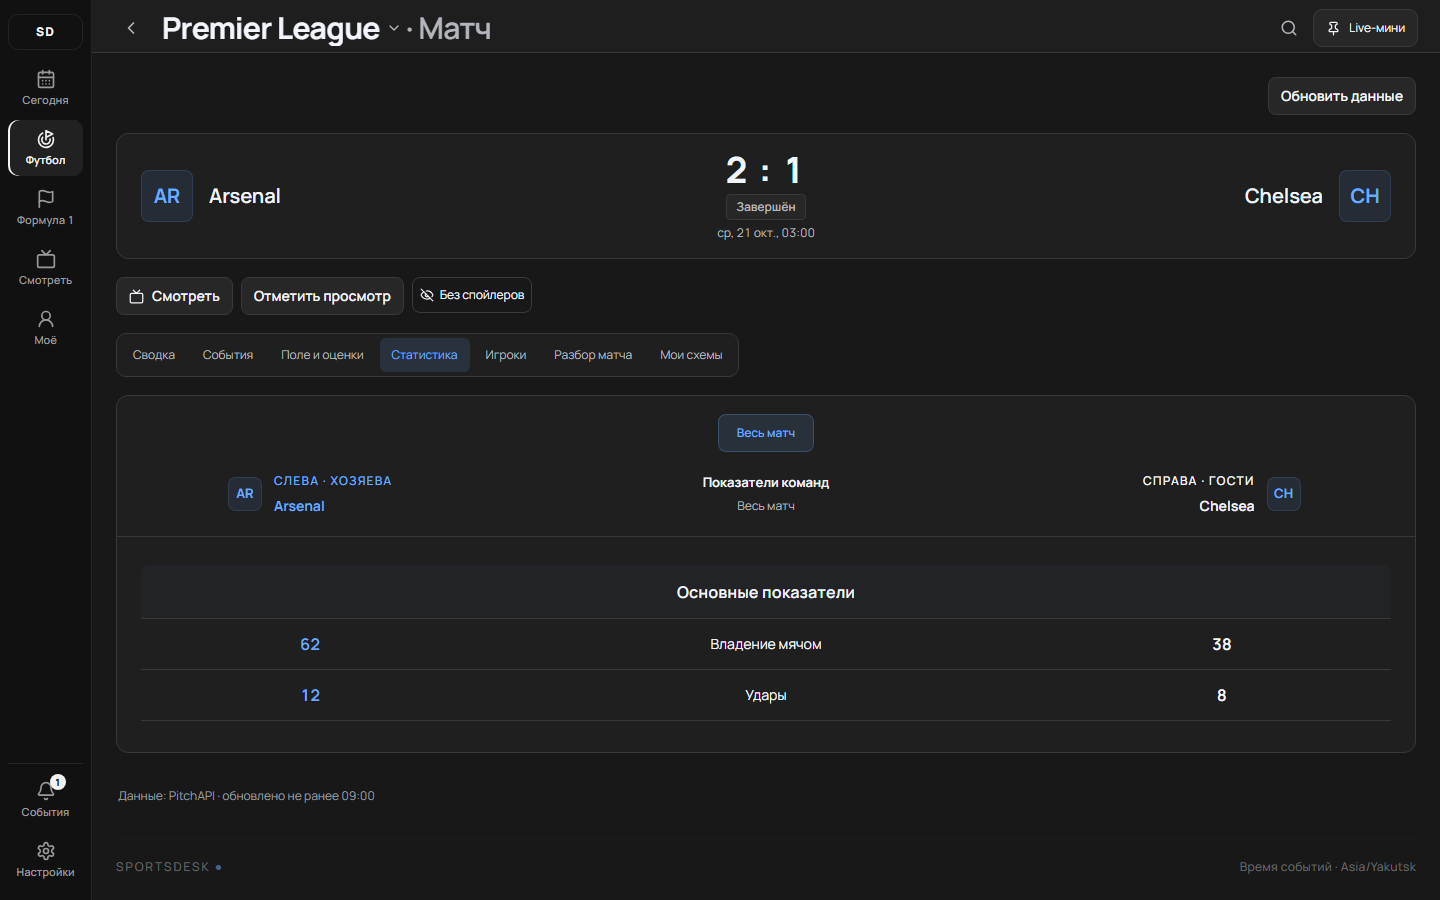 SD
Premier League · Матч
Live-мини
Сегодня
Футбол
Формула 1
Смотреть
Моё
События
1
Настройки
Обновить данные
AR
Arsenal
2 : 1
Завершён
ср, 21 окт., 03:00
Chelsea
CH
Смотреть
Отметить просмотр
Без спойлеров
Сводка
События
Поле и оценки
Статистика
Игроки
Разбор матча
Мои схемы
Весь матч
AR
СЛЕВА · ХОЗЯЕВА
Arsenal
Показатели команд
Весь матч
СПРАВА · ГОСТИ
Chelsea
CH
Основные показатели
62 Владение мячом 38
12 Удары 8
Данные: PitchAPI · обновлено не ранее 09:00
SPORTSDESK
Время событий · Asia/Yakutsk